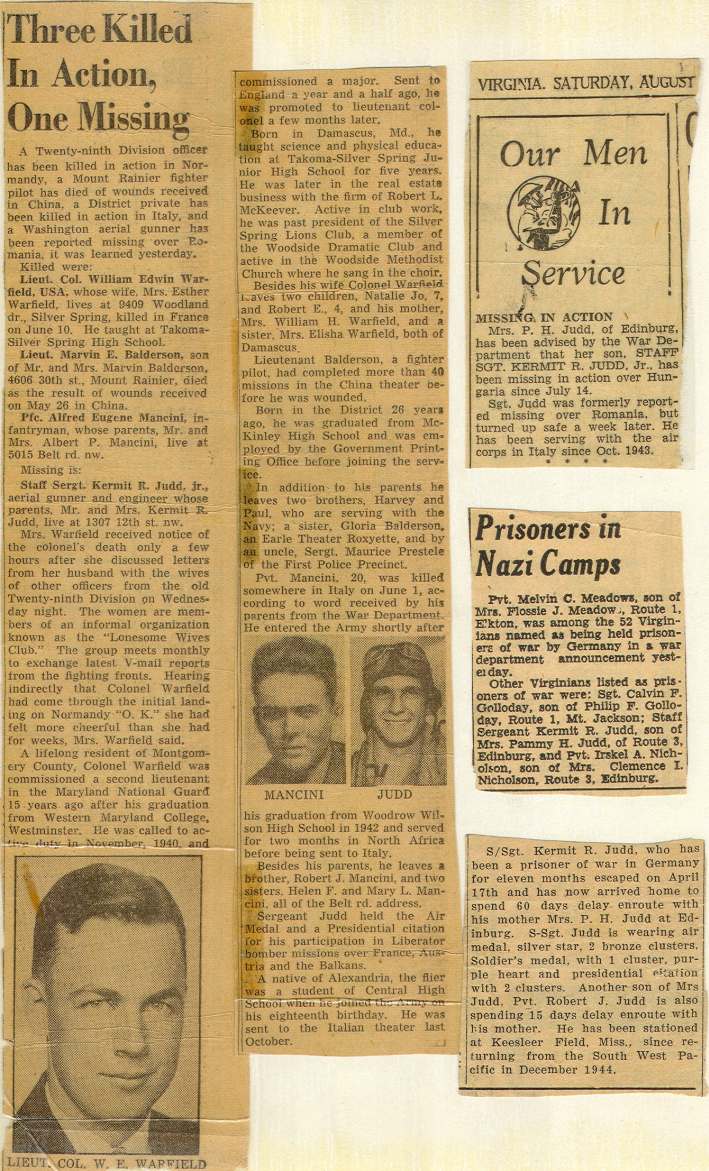 Three Killed
In Action,
One Missing
A Twenty-ninth Division officer
has been killed in action in Nor-
mandy, a Mount Rainier fighter
pilot has died of wounds received
in China, a District private has
been killed in action in Italy, and
a Washington aerial gunner has
been reported missing over Ro-
mania, it was learned yesterday.
Killed were:
Lieut. Col. William Edwin War-
field, USA, whose wife, Mrs. Esther
Warfield, lives at 9409 Woodland
dr., Silver Spring, killed in France
on June 10. He taught at Takoma-
Silver Spring High School.
Lieut. Marvin E. Balderson, son
of Mr. and Mrs. Marvin Balderson,
4606 30th st., Mount Rainier, died
as the result of wounds received
on May 26 in China.
Pfc. Alfred Eugene Mancini, in-
fantryman, whose parents, Mr. and
Mrs. Albert P. Mancini, live at
5015 Belt rd. nw.
Missing is:
Staff Sergt. Kermit R. Judd, jr.,
aerial gunner and engineer whose
parents, Mr. and Mrs. Kermit R.
Judd, live at 1307 12th st. nw.
Mrs. Warfield received notice of
the colonel's death only a few
hours after she discussed letters
from her husband with the wives
of other officers from the old
Twenty-ninth Division on Wednes-
day night. The women are mem-
bers of an informal organization
known as the "Lonesome Wives
Club." The group meets monthly
to exchange latest V-mail reports
from the fighting fronts. Hearing
indirectly that Colonel Warfield
had come through the initial land-
ing on Normandy "O. K." she had
felt more cheerful than she had
for weeks, Mrs. Warfield said.
A lifelong resident of Montgom-
ery County, Colonel Warfield was
commissioned a second lieutenant
in the Maryland National Guard
15 years ago after his graduation
from Western Maryland College,
Westminster. He was called to ac-
tive duty in November, 1940, and
LIEUT. COL. W. E. WARFIELD
commissioned a major. Sent to
England a year and a half ago, he
was promoted to lieutenant col-
onel a few months later.
Born in Damascus, Md., he
taught science and physical educa-
tion at Takoma-Silver Spring Ju-
nior High School for five years.
He was later in the real estate
business with the firm of Robert L.
McKeever. Active in club work,
he was past president of the Silver
Spring Lions Club, a member of
the Woodside Dramatic Club and
active in the Woodside Methodist
Church where he sang in the choir.
Besides his wife Colonel Warfield
leaves two children, Natalie Jo, 7,
and Robert E., 4, and his mother,
Mrs. William H. Warfield, and a
sister, Mrs. Elisha Warfield, both of
Damascus.
Lieutenant Balderson, a fighter
pilot, had completed more than 40
missions in the China theater be-
fore he was wounded.
Born in the District 26 years
ago, he was graduated from Mc-
Kinley High School and was em-
ployed by the Government Print-
ing Office before joining the serv-
ice.
In addition to his parents he
leaves two brothers, Harvey and
Paul, who are serving with the
Navy; a sister, Gloria Balderson,
an Earle Theater Roxyette, and by
an uncle, Sergt. Maurice Prestele
of the First Police Precinct.
Pvt. Mancini, 20, was killed
somewhere in Italy on June 1, ac-
cording to word received by his
parents from the War Department.
He entered the Army shortly after
MANCINI JUDD
his graduation from Woodrow Wil-
son High School in 1942 and served
for two months in North Africa
before being sent to Italy.
Besides his parents, he leaves a
brother, Robert J. Mancini, and two
sisters, Helen F. and Mary L. Man-
cini, all of the Belt rd. address.
Sergeant Judd held the Air
Medal and a Presidential citation
for his participation in Liberator
bomber missions over France, Aus-
tria and the Balkans.
A native of Alexandria, the flier
was a student of Central High
School when he joined the Army on
his eighteenth birthday. He was
sent to the Italian theater last
October.
VIRGINIA. SATURDAY, AUGUST
Our Men
In
Service
MISSING IN ACTION
Mrs. P. H. Judd, of Edinburg,
has been advised by the War De-
partment that her son, STAFF
SGT. KERMIT R. JUDD, Jr., has
been missing in action over Hun-
garia since July 14.
Sgt. Judd was formerly report-
ed missing over Romania, but
turned up safe a week later. He
has been serving with the air
corps in Italy since Oct. 1943.
* * * *
Prisoners in
Nazi Camps
Pvt. Melvin C. Meadows, son of
Mrs. Flossie J. Meadow., Route 1,
Elkton, was among the 52 Virgin-
ians named as being held prison-
ers of war by Germany in a war
department announcement yest-
erday.
Other Virginians listed as pris-
oners of war were: Sgt. Calvin F.
Golloday, son of Philip F. Gollo-
day, Route 1, Mt. Jackson; Staff
Sergeant Kermit R. Judd, son of
Mrs. Pammy H. Judd, of Route 3,
Edinburg, and Pvt. Irskel A. Nich-
olson, son of Mrs. Clemence I.
Nicholson, Route 3, Edinburg.
S/Sgt. Kermit R. Judd, who has
been a prisoner of war in Germany
for eleven months escaped on April
17th and has now arrived home to
spend 60 days delay enroute with
his mother Mrs. P. H. Judd at Ed-
inburg. S-Sgt. Judd is wearing air
medal, silver star, 2 bronze clusters,
Soldier's medal, with 1 cluster, pur-
ple heart and presidential citation
with 2 clusters. Another son of Mrs
Judd, Pvt. Robert J. Judd is also
spending 15 days delay enroute with
his mother. He has been stationed
at Keesleer Field, Miss., since re-
turning from the South West Pa-
cific in December 1944.